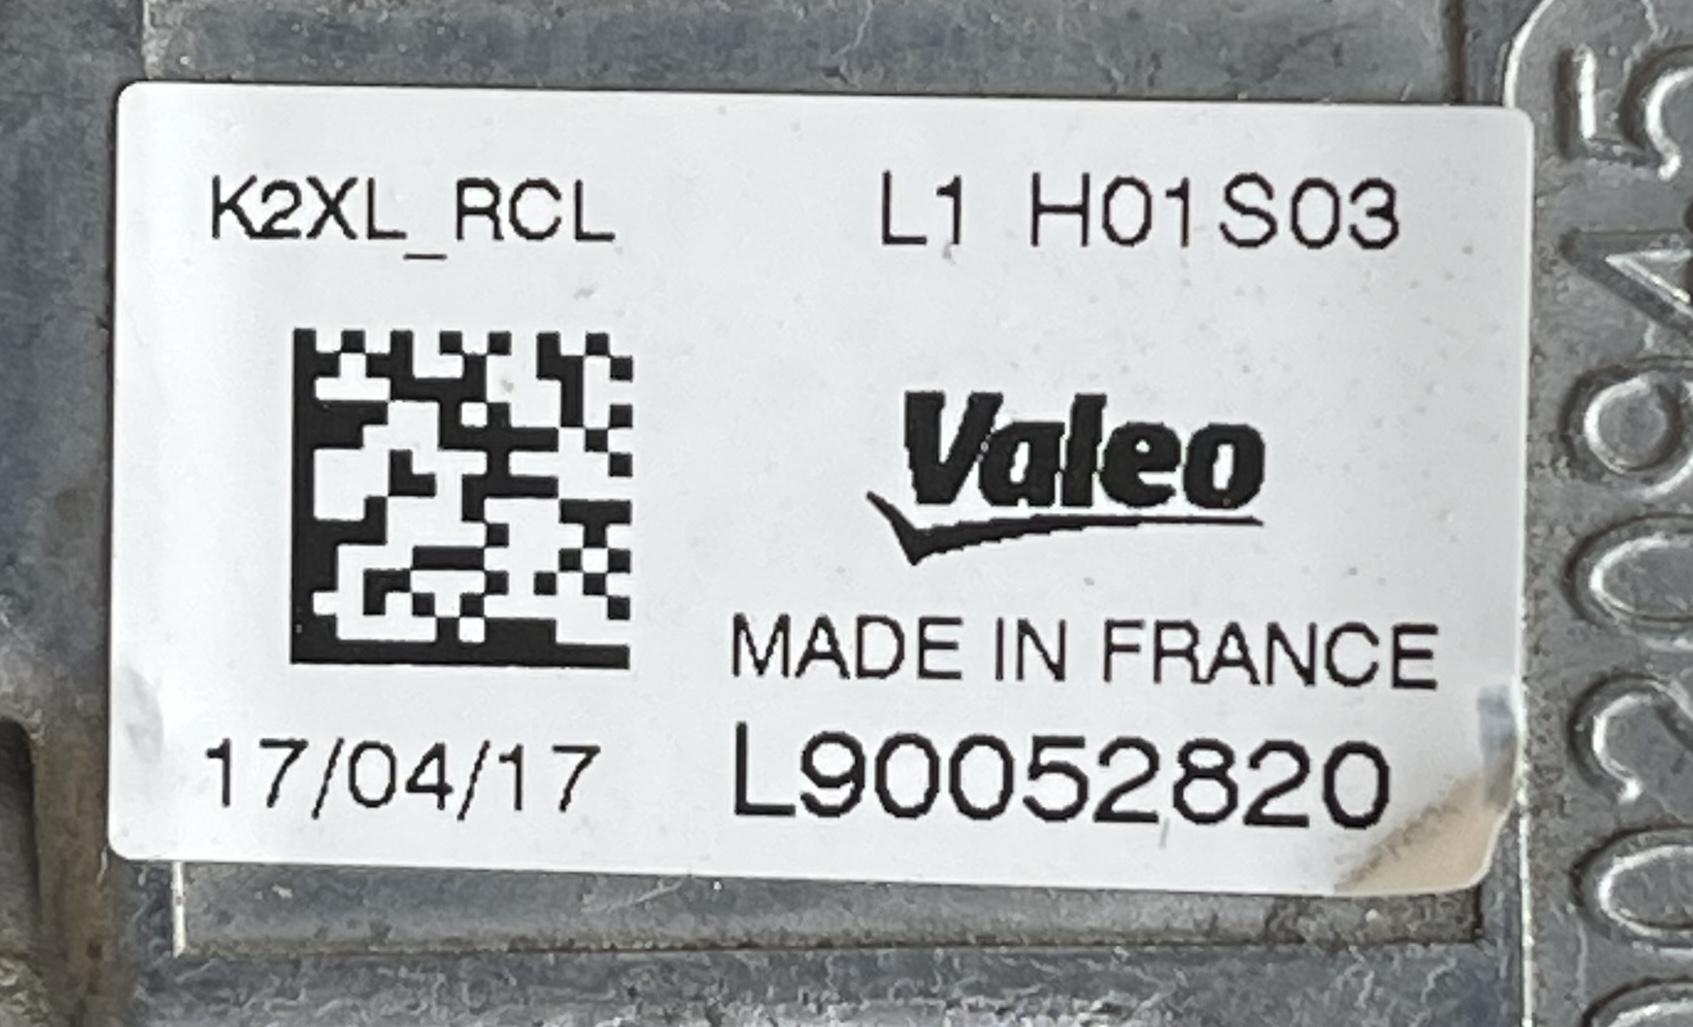 K2XL_RCL L1 H01S03
Valeo
MADE IN FRANCE
17/04/17 L90052820